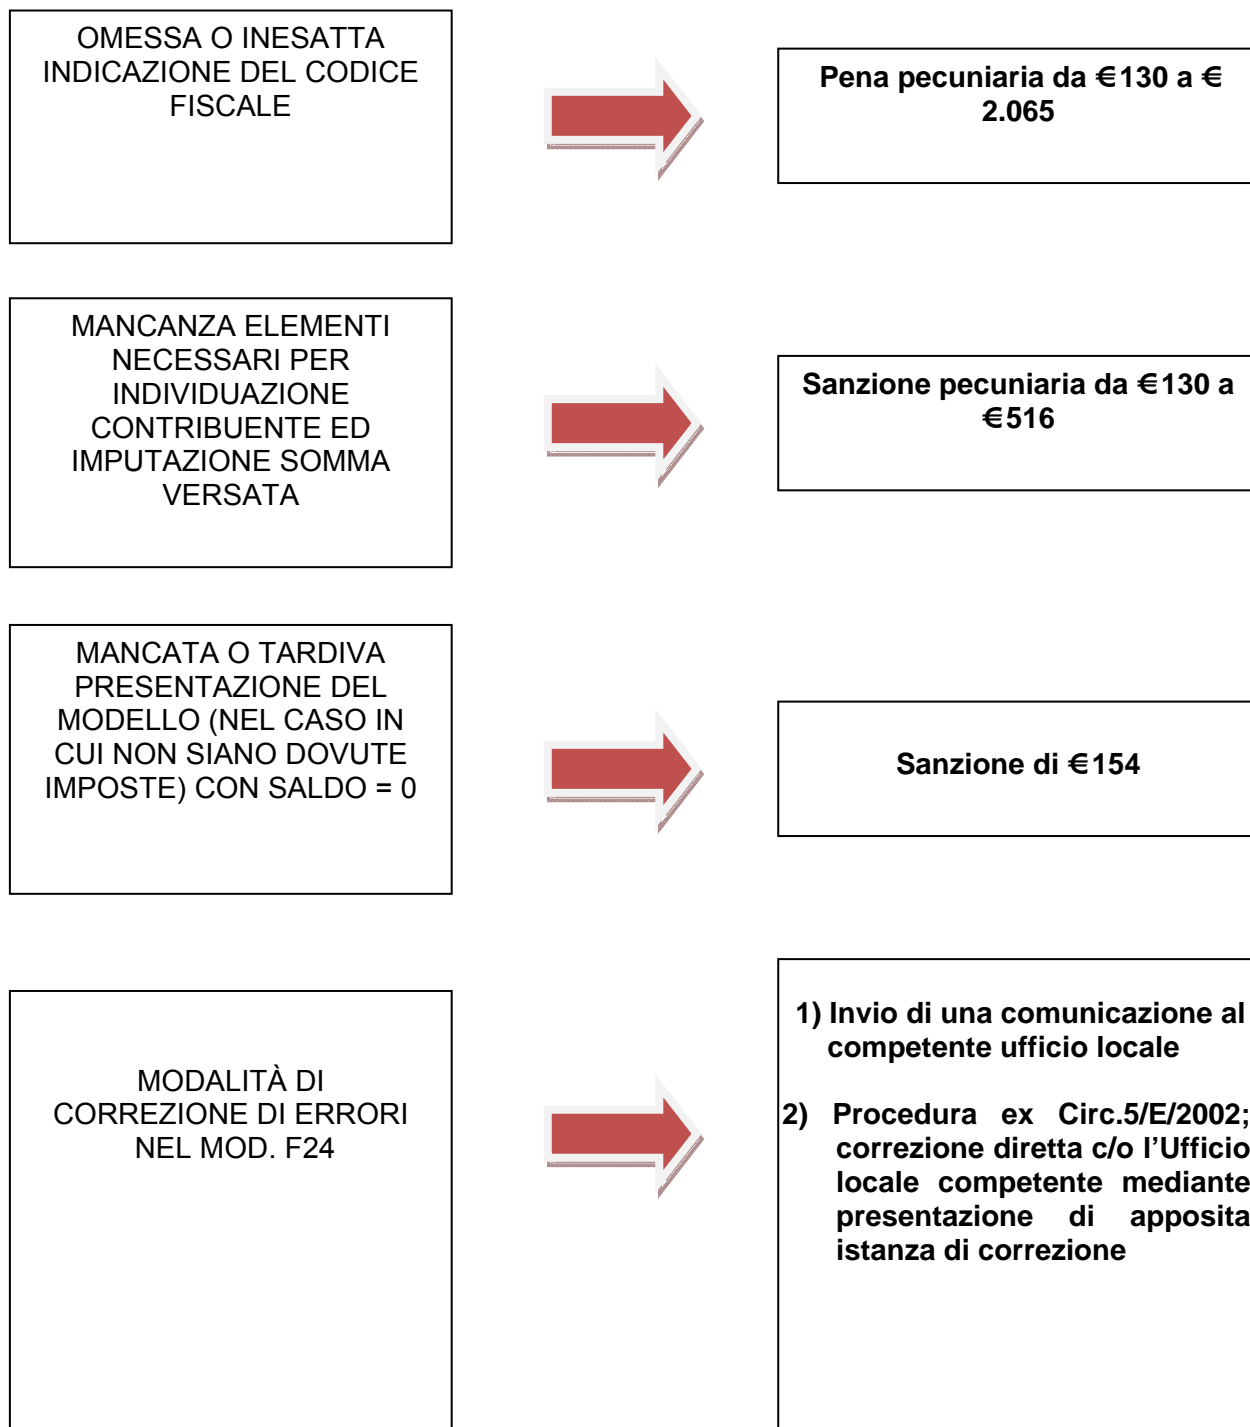 OMESSA O INESATTA
INDICAZIONE DEL CODICE
FISCALE
Pena pecuniaria da €130 a €
2.065
MANCANZA ELEMENTI
NECESSARI PER
INDIVIDUAZIONE
CONTRIBUENTE ED
IMPUTAZIONE SOMMA
VERSATA
Sanzione pecuniaria da €130 a
€516
MANCATA O TARDIVA
PRESENTAZIONE DEL
MODELLO (NEL CASO IN
CUI NON SIANO DOVUTE
IMPOSTE) CON SALDO = 0
Sanzione di €154
MODALITÀ DI
CORREZIONE DI ERRORI
NEL MOD. F24
1) Invio di una comunicazione al
competente ufficio locale
2) Procedura ex Circ.5/E/2002;
correzione diretta c/o l’Ufficio
locale competente mediante
presentazione di apposita
istanza di correzione